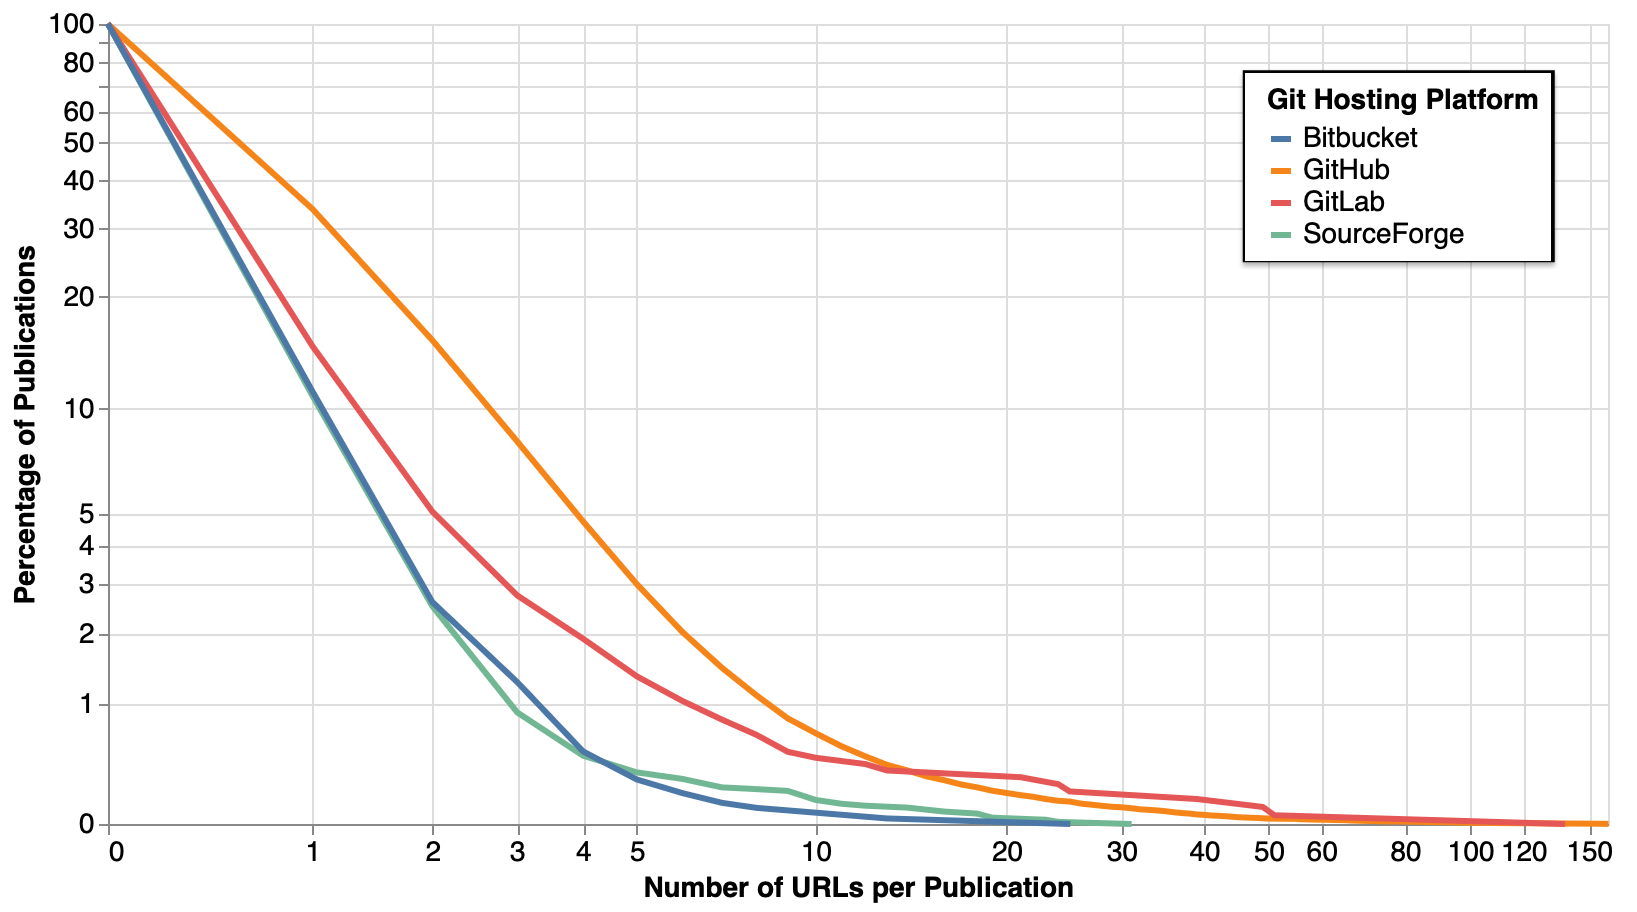 100
80
60
50
40
30
20
10
5
4
3
2
1
0
Percentage of Publications
Git Hosting Platform
Bitbucket
GitHub
GitLab
SourceForge
0 1 2 3 4 5 10 20 30 40 50 60 80 100 120 150
Number of URLs per Publication